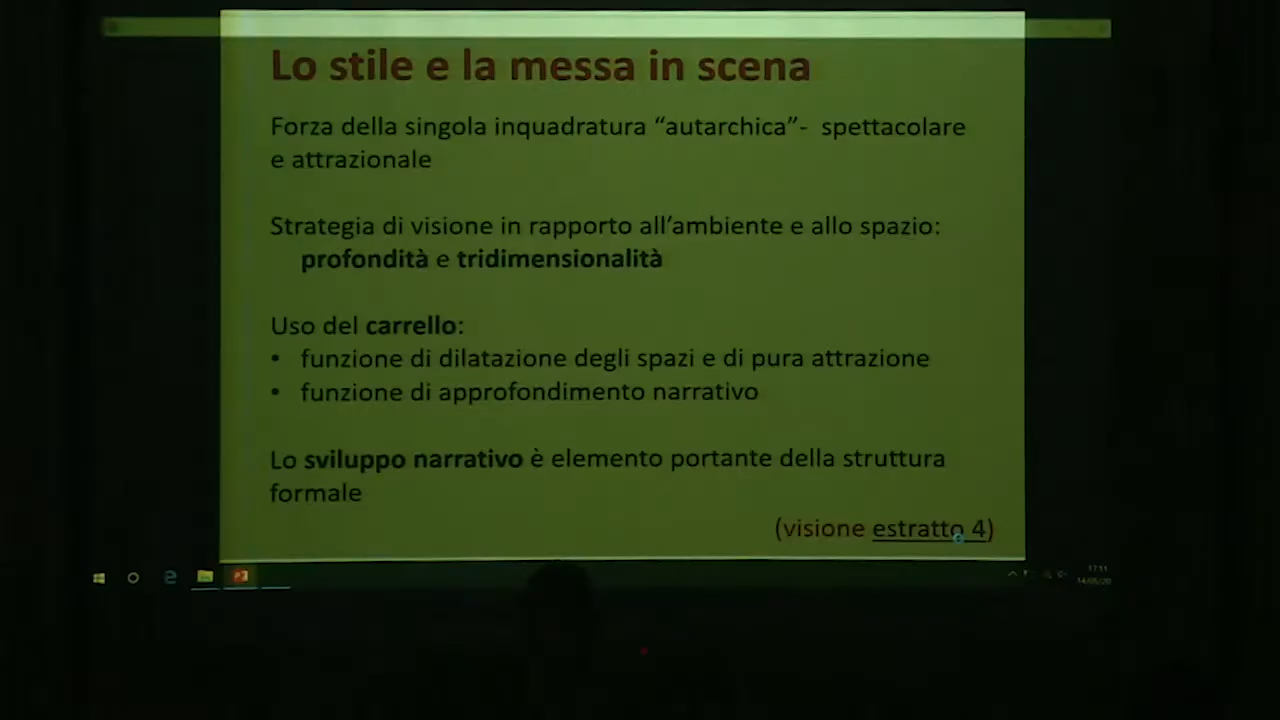 Lo stile e la messa in scena
Forza della singola inquadratura “autarchica”- spettacolare
e attrazionale
Strategia di visione in rapporto all’ambiente e allo spazio:
profondità e tridimensionalità
Uso del carrello:
• funzione di dilatazione degli spazi e di pura attrazione
• funzione di approfondimento narrativo
Lo sviluppo narrativo è elemento portante della struttura
formale
(visione estratto 4)
17:11